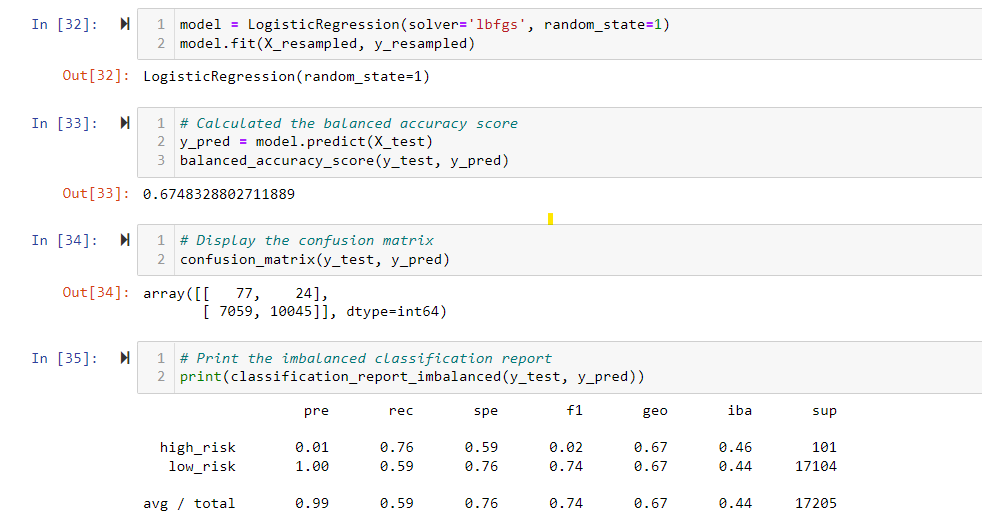 In [32]: 1 model = LogisticRegression(solver='lbfgs', random_state=1)
2 model.fit(X_resampled, y_resampled)
Out[32]: LogisticRegression(random_state=1)
In [33]: 1 # Calculated the balanced accuracy score
2 y_pred = model.predict(X_test)
3 balanced_accuracy_score(y_test, y_pred)
Out[33]: 0.6748328802711889
In [34]: 1 # Display the confusion matrix
2 confusion_matrix(y_test, y_pred)
Out[34]: array([[   77,    24],
[ 7059, 10045]], dtype=int64)
In [35]: 1 # Print the imbalanced classification report
2 print(classification_report_imbalanced(y_test, y_pred))
pre rec spe f1 geo iba sup
high_risk 0.01 0.76 0.59 0.02 0.67 0.46 101
low_risk 1.00 0.59 0.76 0.74 0.67 0.44 17104
avg / total 0.99 0.59 0.76 0.74 0.67 0.44 17205